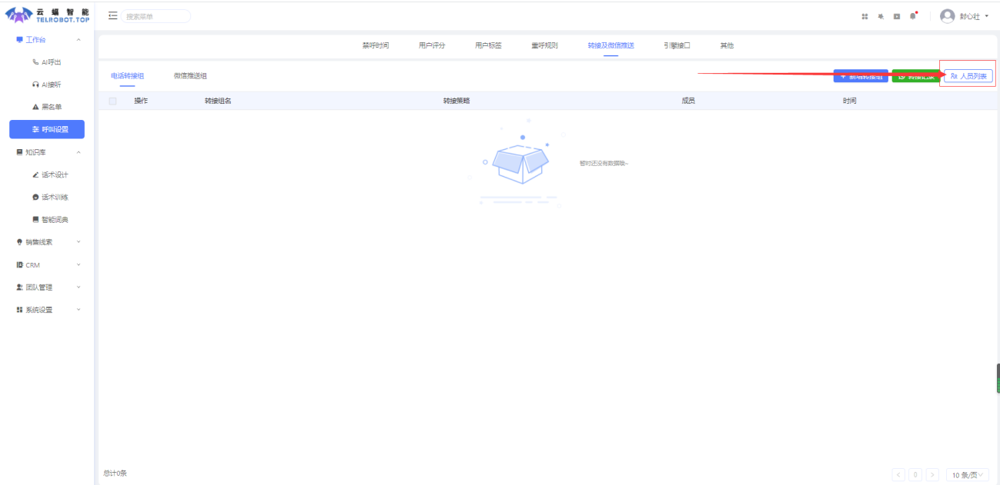 云蝠智能
TELROBOT.TOP
搜索菜单
封心社
工作台
AI呼出
AI接听
黑名单
呼叫设置
知识库
话术设计
话术训练
智能词典
销售线索
CRM
团队管理
系统设置
禁呼时间 用户评分 用户标签 重呼规则 转接及微信推送 引擎接口 其他
电话转接组 微信推送组 + 新增转接组 转接记录 人员列表
操作 转接组名 转接策略 成员 时间
暂时还没有数据唉~
总计0条 < 0 > 10 条/页